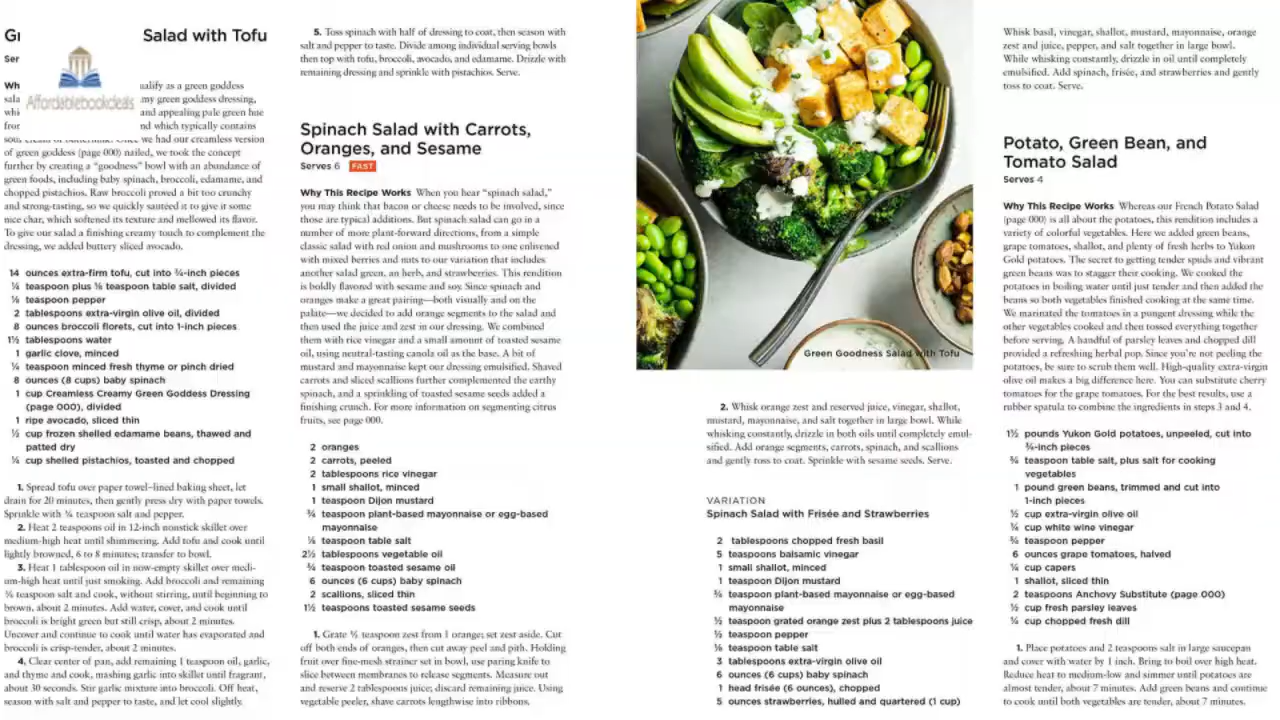 Salad with Tofu
Affordablebookdeals
alify as a green goddess
my green goddess dressing,
and appealing pale green hue
nd which typically contains
we had our creamless version
of green goddess (page 000) nailed, we took the concept
further by creating a “goodness” bowl with an abundance of
green foods, including baby spinach, broccoli, edamame, and
chopped pistachios. Raw broccoli proved a bit too crunchy
and strong-tasting, so we quickly sautéed it to give it some
nice char, which softened its texture and mellowed its flavor.
To give our salad a finishing creamy touch to complement the
dressing, we added buttery sliced avocado.
14 ounces extra-firm tofu, cut into ¾-inch pieces
¼ teaspoon plus ⅛ teaspoon table salt, divided
⅛ teaspoon pepper
2 tablespoons extra-virgin olive oil, divided
8 ounces broccoli florets, cut into 1-inch pieces
1½ tablespoons water
1 garlic clove, minced
¼ teaspoon minced fresh thyme or pinch dried
8 ounces (8 cups) baby spinach
1 cup Creamless Creamy Green Goddess Dressing
(page 000), divided
1 ripe avocado, sliced thin
½ cup frozen shelled edamame beans, thawed and
patted dry
¼ cup shelled pistachios, toasted and chopped
1. Spread tofu over paper towel–lined baking sheet, let
drain for 20 minutes, then gently press dry with paper towels.
Sprinkle with ¼ teaspoon salt and pepper.
2. Heat 2 teaspoons oil in 12-inch nonstick skillet over
medium-high heat until shimmering. Add tofu and cook until
lightly browned, 6 to 8 minutes; transfer to bowl.
3. Heat 1 tablespoon oil in now-empty skillet over medi-
um-high heat until just smoking. Add broccoli and remaining
⅛ teaspoon salt and cook, without stirring, until beginning to
brown, about 2 minutes. Add water, cover, and cook until
broccoli is bright green but still crisp, about 2 minutes.
Uncover and continue to cook until water has evaporated and
broccoli is crisp-tender, about 2 minutes.
4. Clear center of pan, add remaining 1 teaspoon oil, garlic,
and thyme and cook, mashing garlic into skillet until fragrant,
about 30 seconds. Stir garlic mixture into broccoli. Off heat,
season with salt and pepper to taste, and let cool slightly.
5. Toss spinach with half of dressing to coat, then season with
salt and pepper to taste. Divide among individual serving bowls
then top with tofu, broccoli, avocado, and edamame. Drizzle with
remaining dressing and sprinkle with pistachios. Serve.
Spinach Salad with Carrots,
Oranges, and Sesame
Serves 6 FAST
Why This Recipe Works When you hear “spinach salad,”
you may think that bacon or cheese needs to be involved, since
those are typical additions. But spinach salad can go in a
number of more plant-forward directions, from a simple
classic salad with red onion and mushrooms to one enlivened
with mixed berries and nuts to our variation that includes
another salad green, an herb, and strawberries. This rendition
is boldly flavored with sesame and soy. Since spinach and
oranges make a great pairing—both visually and on the
palate—we decided to add orange segments to the salad and
then used the juice and zest in our dressing. We combined
them with rice vinegar and a small amount of toasted sesame
oil, using neutral-tasting canola oil as the base. A bit of
mustard and mayonnaise kept our dressing emulsified. Shaved
carrots and sliced scallions further complemented the earthy
spinach, and a sprinkling of toasted sesame seeds added a
finishing crunch. For more information on segmenting citrus
fruits, see page 000.
2 oranges
2 carrots, peeled
2 tablespoons rice vinegar
1 small shallot, minced
1 teaspoon Dijon mustard
¾ teaspoon plant-based mayonnaise or egg-based
mayonnaise
⅛ teaspoon table salt
2½ tablespoons vegetable oil
¾ teaspoon toasted sesame oil
6 ounces (6 cups) baby spinach
2 scallions, sliced thin
1½ teaspoons toasted sesame seeds
1. Grate ½ teaspoon zest from 1 orange; set zest aside. Cut
off both ends of oranges, then cut away peel and pith. Holding
fruit over fine-mesh strainer set in bowl, use paring knife to
slice between membranes to release segments. Measure out
and reserve 2 tablespoons juice; discard remaining juice. Using
vegetable peeler, shave carrots lengthwise into ribbons.
Green Goodness Salad with Tofu
2. Whisk orange zest and reserved juice, vinegar, shallot,
mustard, mayonnaise, and salt together in large bowl. While
whisking constantly, drizzle in both oils until completely emul-
sified. Add orange segments, carrots, spinach, and scallions
and gently toss to coat. Sprinkle with sesame seeds. Serve.
VARIATION
Spinach Salad with Frisée and Strawberries
2 tablespoons chopped fresh basil
5 teaspoons balsamic vinegar
1 small shallot, minced
1 teaspoon Dijon mustard
¾ teaspoon plant-based mayonnaise or egg-based
mayonnaise
½ teaspoon grated orange zest plus 2 tablespoons juice
½ teaspoon pepper
⅛ teaspoon table salt
3 tablespoons extra-virgin olive oil
6 ounces (6 cups) baby spinach
1 head frisée (6 ounces), chopped
5 ounces strawberries, hulled and quartered (1 cup)
Whisk basil, vinegar, shallot, mustard, mayonnaise, orange
zest and juice, pepper, and salt together in large bowl.
While whisking constantly, drizzle in oil until completely
emulsified. Add spinach, frisée, and strawberries and gently
toss to coat. Serve.
Potato, Green Bean, and
Tomato Salad
Serves 4
Why This Recipe Works Whereas our French Potato Salad
(page 000) is all about the potatoes, this rendition includes a
variety of colorful vegetables. Here we added green beans,
grape tomatoes, shallot, and plenty of fresh herbs to Yukon
Gold potatoes. The secret to getting tender spuds and vibrant
green beans was to stagger their cooking. We cooked the
potatoes in boiling water until just tender and then added the
beans so both vegetables finished cooking at the same time.
We marinated the tomatoes in a pungent dressing while the
other vegetables cooked and then tossed everything together
before serving. A handful of parsley leaves and chopped dill
provided a refreshing herbal pop. Since you’re not peeling the
potatoes, be sure to scrub them well. High-quality extra-virgin
olive oil makes a big difference here. You can substitute cherry
tomatoes for the grape tomatoes. For the best results, use a
rubber spatula to combine the ingredients in steps 3 and 4.
1½ pounds Yukon Gold potatoes, unpeeled, cut into
¾-inch pieces
¾ teaspoon table salt, plus salt for cooking
vegetables
1 pound green beans, trimmed and cut into
1-inch pieces
½ cup extra-virgin olive oil
¼ cup white wine vinegar
¾ teaspoon pepper
6 ounces grape tomatoes, halved
¼ cup capers
1 shallot, sliced thin
2 teaspoons Anchovy Substitute (page 000)
½ cup fresh parsley leaves
¼ cup chopped fresh dill
1. Place potatoes and 2 teaspoons salt in large saucepan
and cover with water by 1 inch. Bring to boil over high heat.
Reduce heat to medium-low and simmer until potatoes are
almost tender, about 7 minutes. Add green beans and continue
to cook until both vegetables are tender, about 7 minutes.